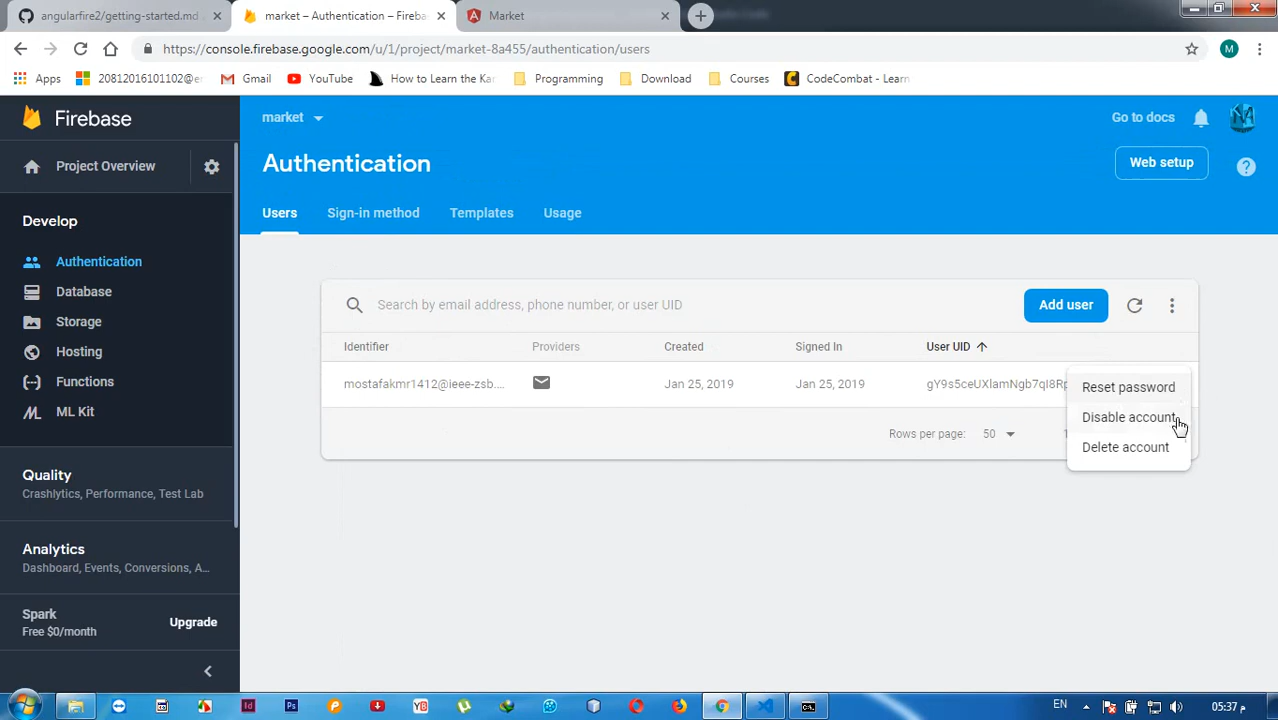 angularfire2/getting-started.md
market – Authentication – Fireba
Market
https://console.firebase.google.com/u/1/project/market-8a455/authentication/users
M
Apps
20812016101102@e
Gmail
YouTube
How to Learn the Ka
Programming
Download
Courses
CodeCombat - Learn
Firebase
market
Go to docs
Project Overview
Authentication
Web setup
Users
Sign-in method
Templates
Usage
Develop
Authentication
Database
Storage
Hosting
Functions
ML Kit
Quality
Crashlytics, Performance, Test Lab
Analytics
Dashboard, Events, Conversions, A...
Spark
Free $0/month
Upgrade
Search by email address, phone number, or user UID
Add user
Identifier
Providers
Created
Signed In
User UID
mostafakmr1412@ieee-zsb....
Jan 25, 2019
Jan 25, 2019
gY9s5ceUXlamNgb7qI8Rp
Reset password
Disable account
Delete account
Rows per page:
50
EN
05:37 م